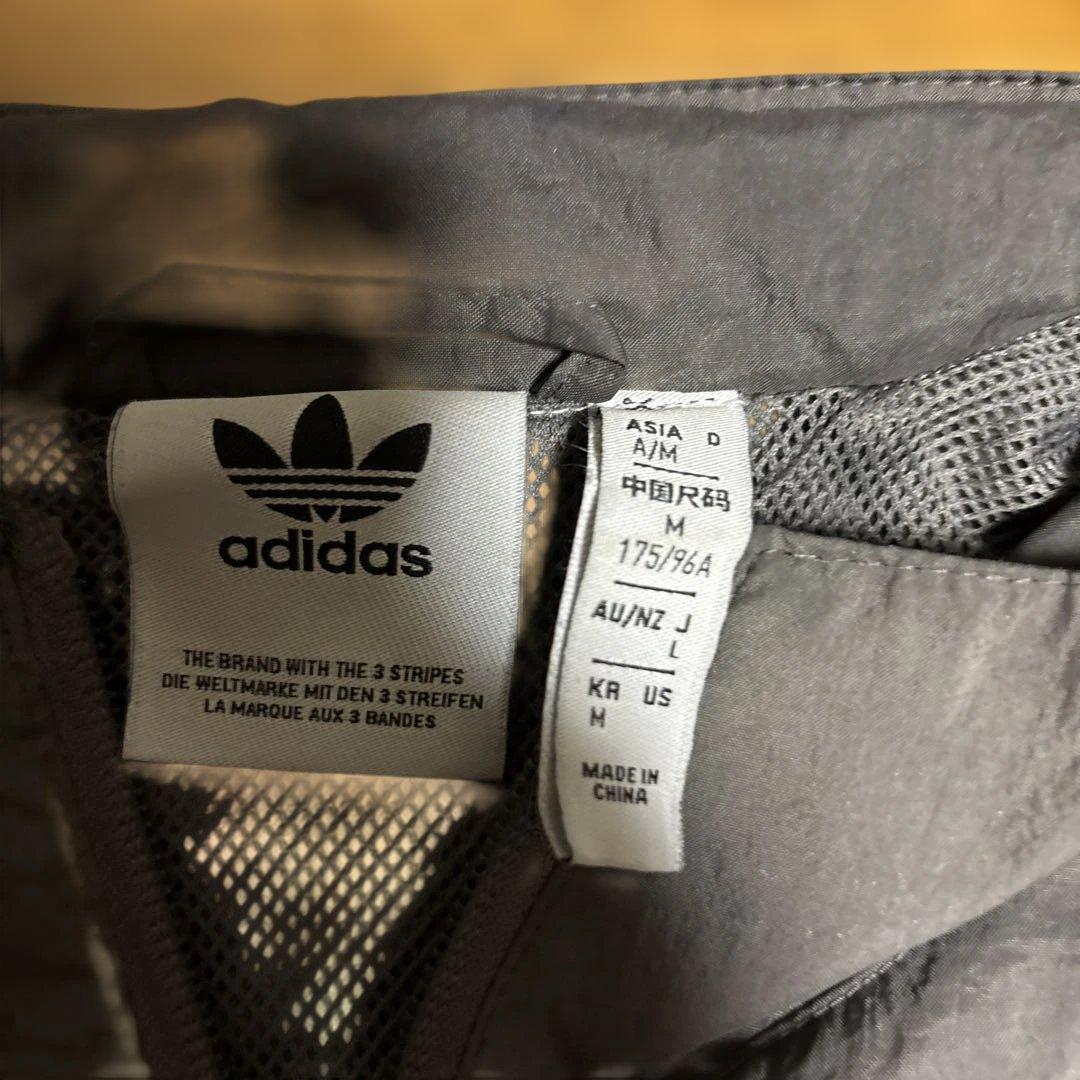 adidas
THE BRAND WITH THE 3 STRIPES
DIE WELTMARKE MIT DEN 3 STREIFEN
LA MARQUE AUX 3 BANDES
ASIA D
A/M
中国尺码
M
175/96A
AU/NZ J
L
KR US
M
MADE IN
CHINA